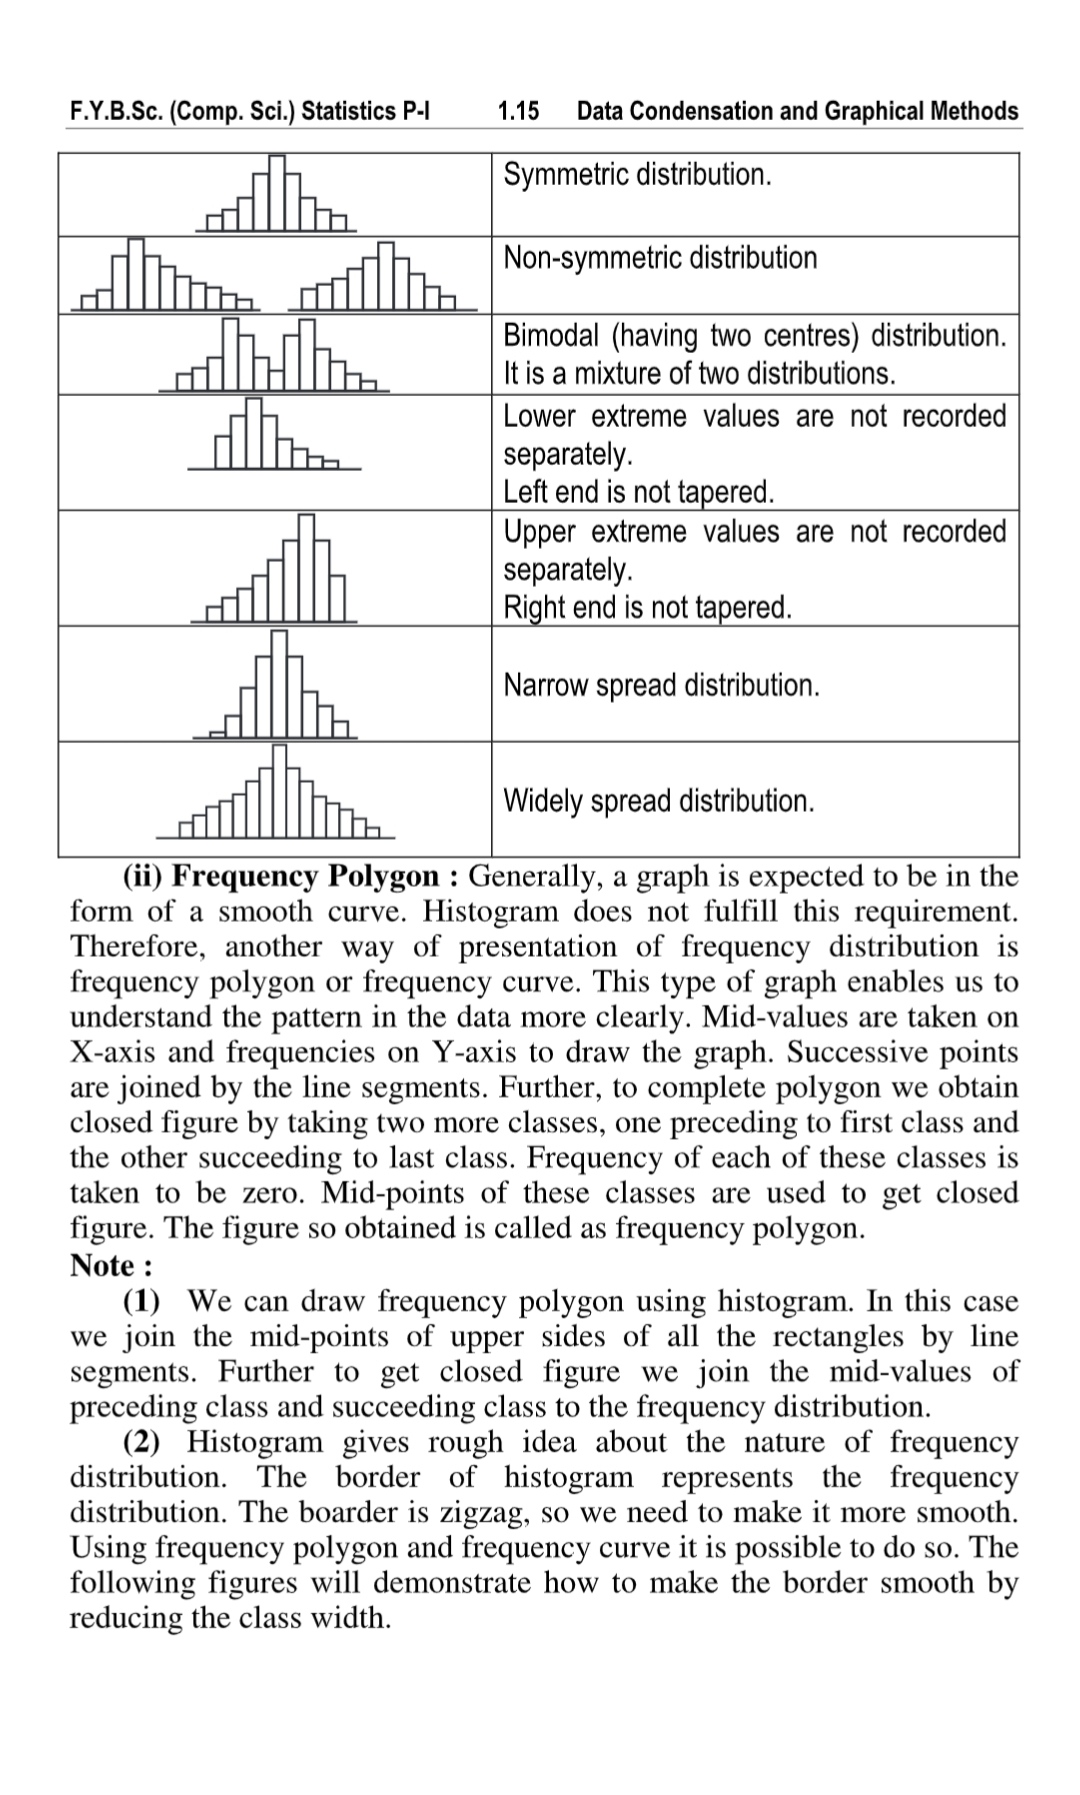 F.Y.B.Sc. (Comp. Sci.) Statistics P-I 1.15 Data Condensation and Graphical Methods
Symmetric distribution.
Non-symmetric distribution
Bimodal (having two centres) distribution.
It is a mixture of two distributions.
Lower extreme values are not recorded
separately.
Left end is not tapered.
Upper extreme values are not recorded
separately.
Right end is not tapered.
Narrow spread distribution.
Widely spread distribution.
(ii) Frequency Polygon : Generally, a graph is expected to be in the
form of a smooth curve. Histogram does not fulfill this requirement.
Therefore, another way of presentation of frequency distribution is
frequency polygon or frequency curve. This type of graph enables us to
understand the pattern in the data more clearly. Mid-values are taken on
X-axis and frequencies on Y-axis to draw the graph. Successive points
are joined by the line segments. Further, to complete polygon we obtain
closed figure by taking two more classes, one preceding to first class and
the other succeeding to last class. Frequency of each of these classes is
taken to be zero. Mid-points of these classes are used to get closed
figure. The figure so obtained is called as frequency polygon.
Note :
(1) We can draw frequency polygon using histogram. In this case
we join the mid-points of upper sides of all the rectangles by line
segments. Further to get closed figure we join the mid-values of
preceding class and succeeding class to the frequency distribution.
(2) Histogram gives rough idea about the nature of frequency
distribution. The border of histogram represents the frequency
distribution. The boarder is zigzag, so we need to make it more smooth.
Using frequency polygon and frequency curve it is possible to do so. The
following figures will demonstrate how to make the border smooth by
reducing the class width.